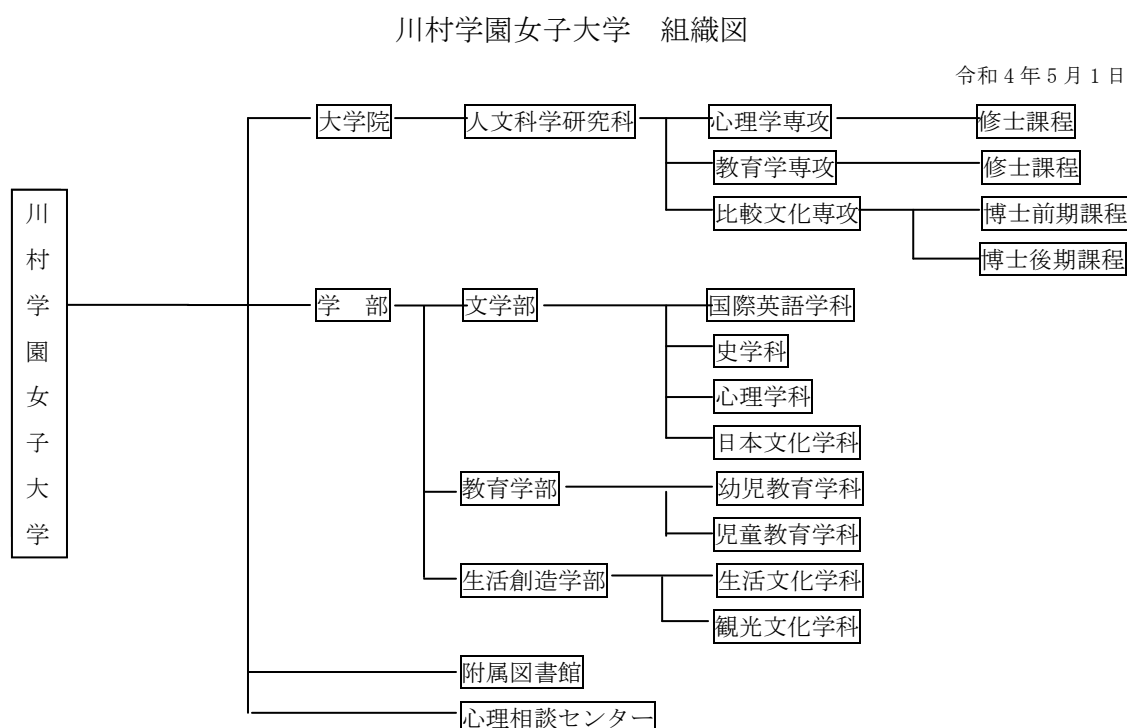 川村学園女子大学　組織図
令和４年５月１日
大学院 人文科学研究科 心理学専攻 修士課程
教育学専攻 修士課程
比較文化専攻 博士前期課程
博士後期課程
川村学園女子大学
学　部 文学部 国際英語学科
史学科
心理学科
日本文化学科
教育学部 幼児教育学科
児童教育学科
生活創造学部 生活文化学科
観光文化学科
附属図書館
心理相談センター